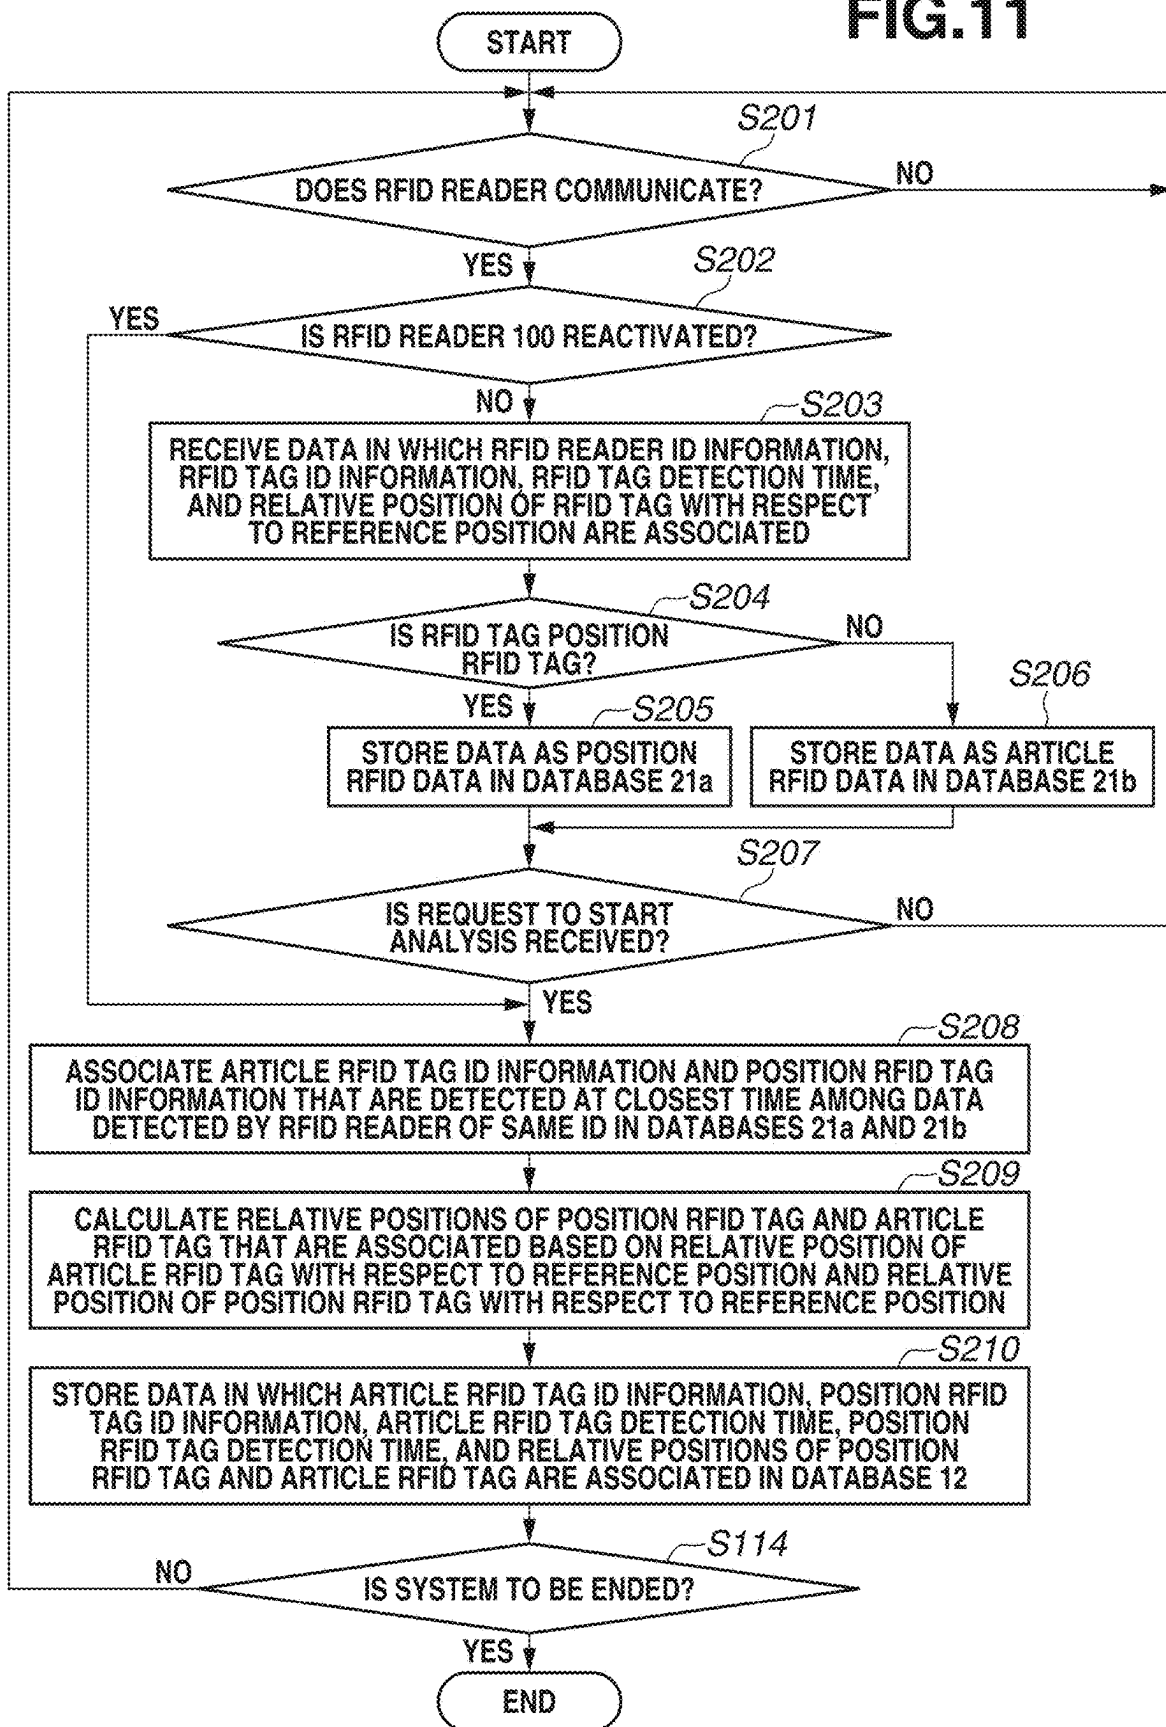 FIG.11
START
S201
DOES RFID READER COMMUNICATE?
NO
YES
S202
YES
IS RFID READER 100 REACTIVATED?
NO
S203
RECEIVE DATA IN WHICH RFID READER ID INFORMATION,
RFID TAG ID INFORMATION, RFID TAG DETECTION TIME,
AND RELATIVE POSITION OF RFID TAG WITH RESPECT
TO REFERENCE POSITION ARE ASSOCIATED
S204
IS RFID TAG POSITION
RFID TAG?
NO
YES
S205
S206
STORE DATA AS POSITION
RFID DATA IN DATABASE 21a
STORE DATA AS ARTICLE
RFID DATA IN DATABASE 21b
S207
IS REQUEST TO START
ANALYSIS RECEIVED?
NO
YES
S208
ASSOCIATE ARTICLE RFID TAG ID INFORMATION AND POSITION RFID TAG
ID INFORMATION THAT ARE DETECTED AT CLOSEST TIME AMONG DATA
DETECTED BY RFID READER OF SAME ID IN DATABASES 21a AND 21b
S209
CALCULATE RELATIVE POSITIONS OF POSITION RFID TAG AND ARTICLE
RFID TAG THAT ARE ASSOCIATED BASED ON RELATIVE POSITION OF
ARTICLE RFID TAG WITH RESPECT TO REFERENCE POSITION AND RELATIVE
POSITION OF POSITION RFID TAG WITH RESPECT TO REFERENCE POSITION
S210
STORE DATA IN WHICH ARTICLE RFID TAG ID INFORMATION, POSITION RFID
TAG ID INFORMATION, ARTICLE RFID TAG DETECTION TIME, POSITION
RFID TAG DETECTION TIME, AND RELATIVE POSITIONS OF POSITION
RFID TAG AND ARTICLE RFID TAG ARE ASSOCIATED IN DATABASE 12
S114
NO
IS SYSTEM TO BE ENDED?
YES
END